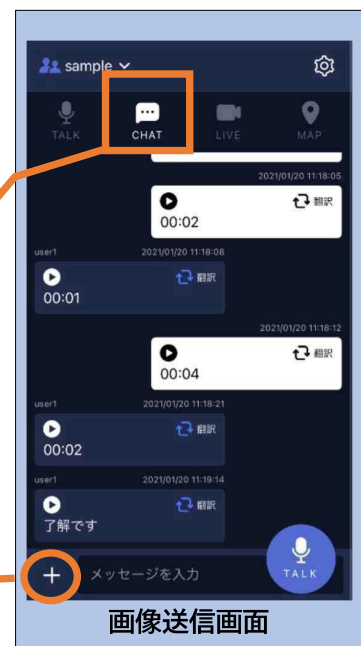 sample
TALK
CHAT
LIVE
MAP
2021/01/20 11:18:05
翻訳
00:02
user1 2021/01/20 11:18:08
翻訳
00:01
2021/01/20 11:18:12
翻訳
00:04
user1 2021/01/20 11:18:21
翻訳
00:02
user1 2021/01/20 11:19:14
翻訳
了解です
メッセージを入力
TALK
画像送信画面